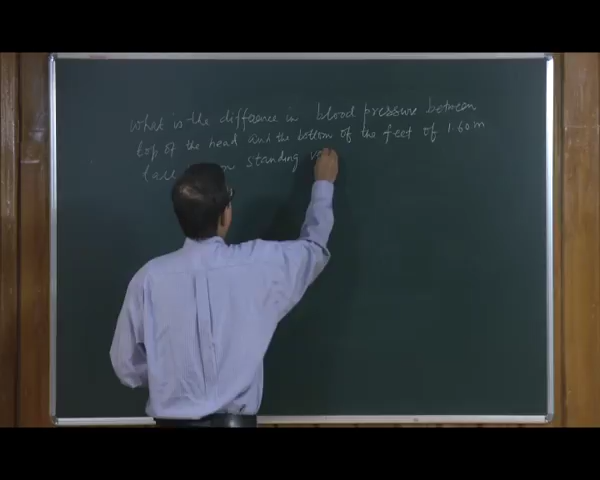 What is the difference in blood pressure between
top of the head and the bottom of the feet of 1.60 m
standing